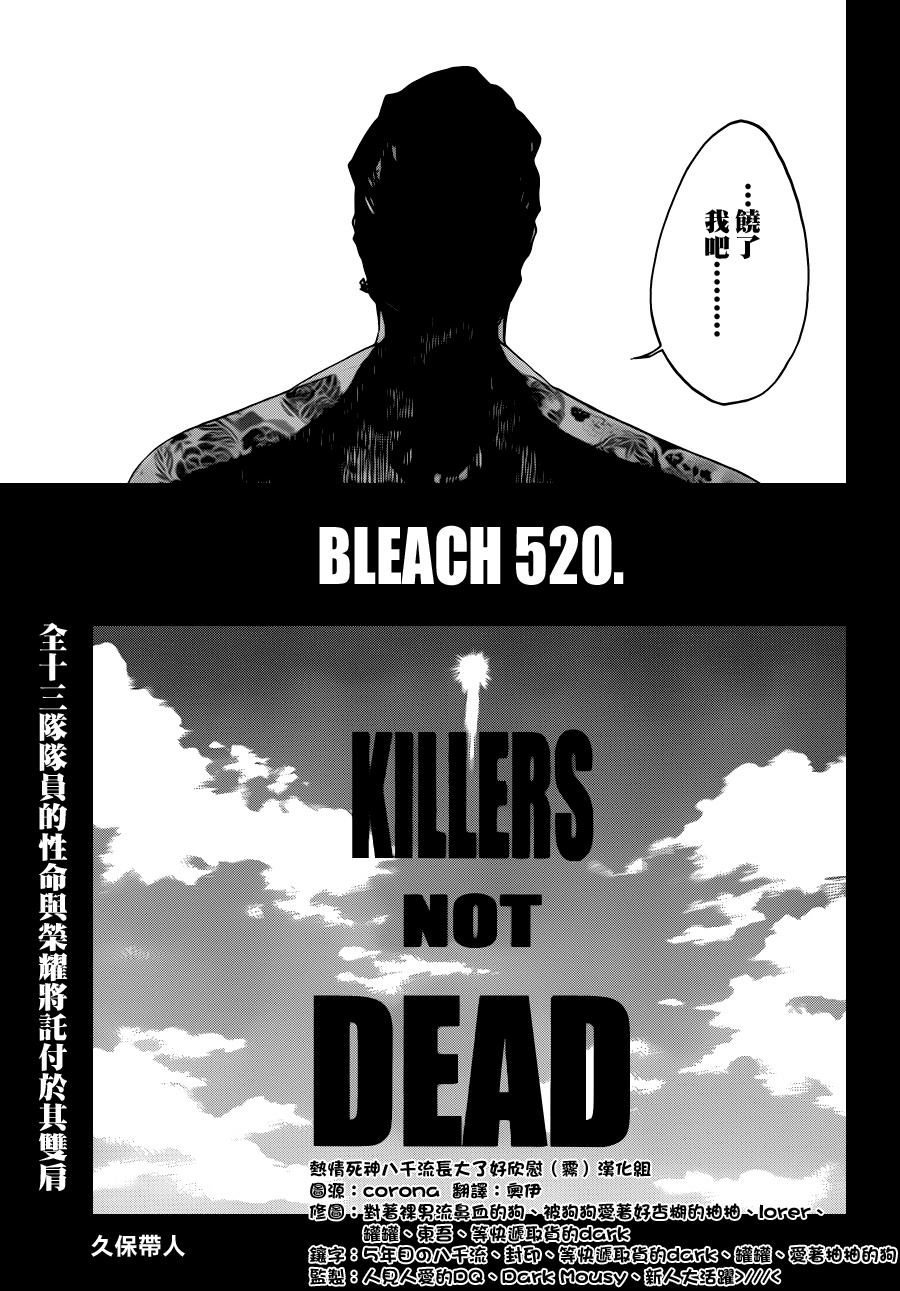 …饒了
我吧………
BLEACH 520.
KILLERS
NOT
DEAD
全十三隊隊員的性命與榮耀將託付於其雙肩
久保帶人
熱情死神八千流長大了好欣慰（霧）漢化組
圖源：corona 翻譯：奧伊
修圖：對著裸男流鼻血的狗、被狗狗愛著好杏糊的抽抽、lorer、
罐罐、東吾、等快遞取貨的dark
鑲字：5年目の八千流、封印、等快遞取貨的dark、罐罐、愛著抽抽的狗
監製：人見人愛的DQ、Dark Mousy、新人大活躍>///<